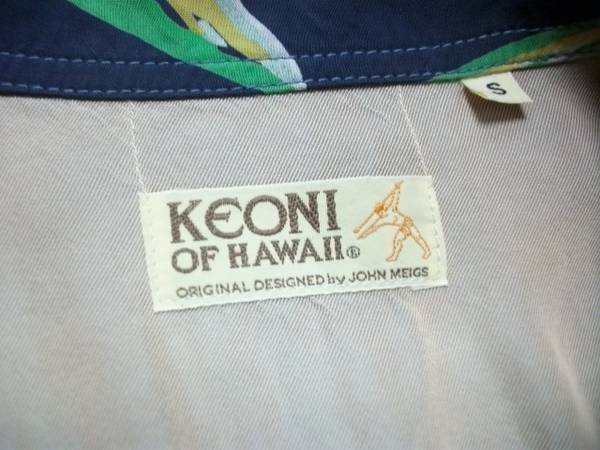 S
KEONI
OF HAWAII®
ORIGINAL DESIGNED by JOHN MEIGS